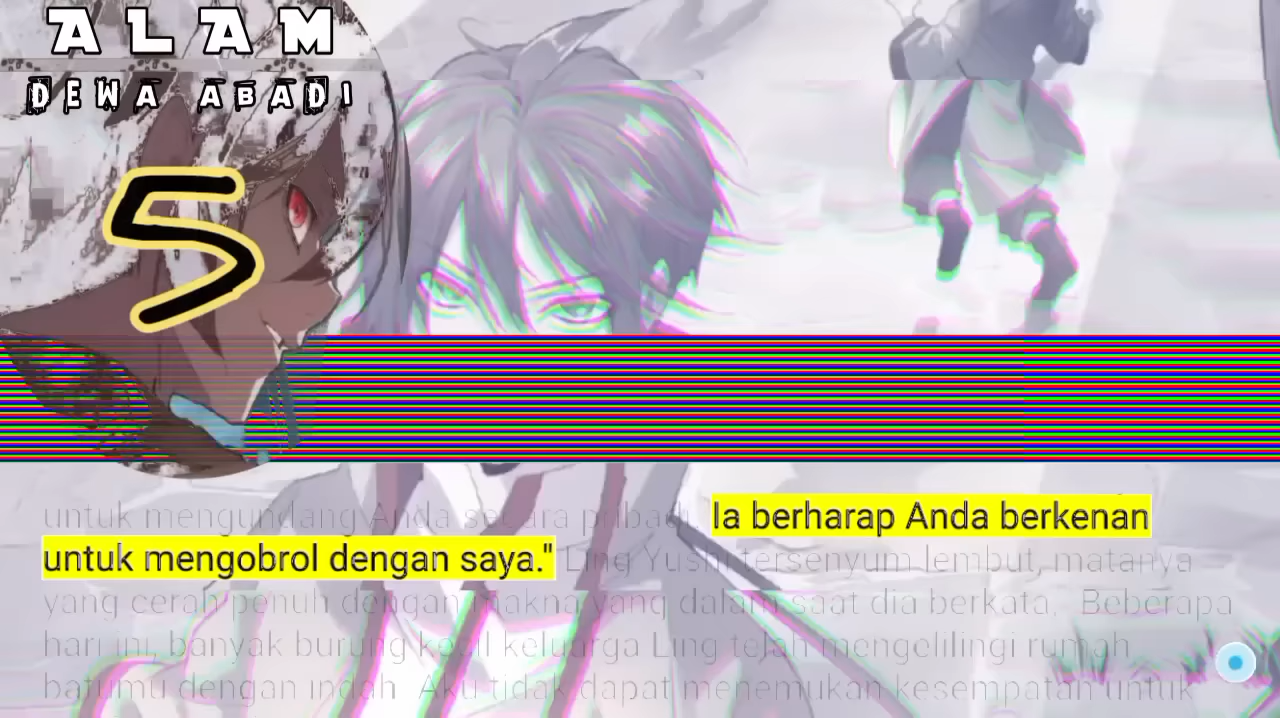 ALAM
DEWA ABADI
5
untuk mengundang Anda secara pribadi. Ia berharap Anda berkenan
untuk mengobrol dengan saya." Ling Yushi tersenyum lembut, matanya
yang cerah penuh dengan makna yang dalam saat dia berkata, "Beberapa
hari ini, banyak burung kecil keluarga Ling telah mengelilingi rumah
batumu dengan indah. Aku tidak dapat menemukan kesempatan untuk